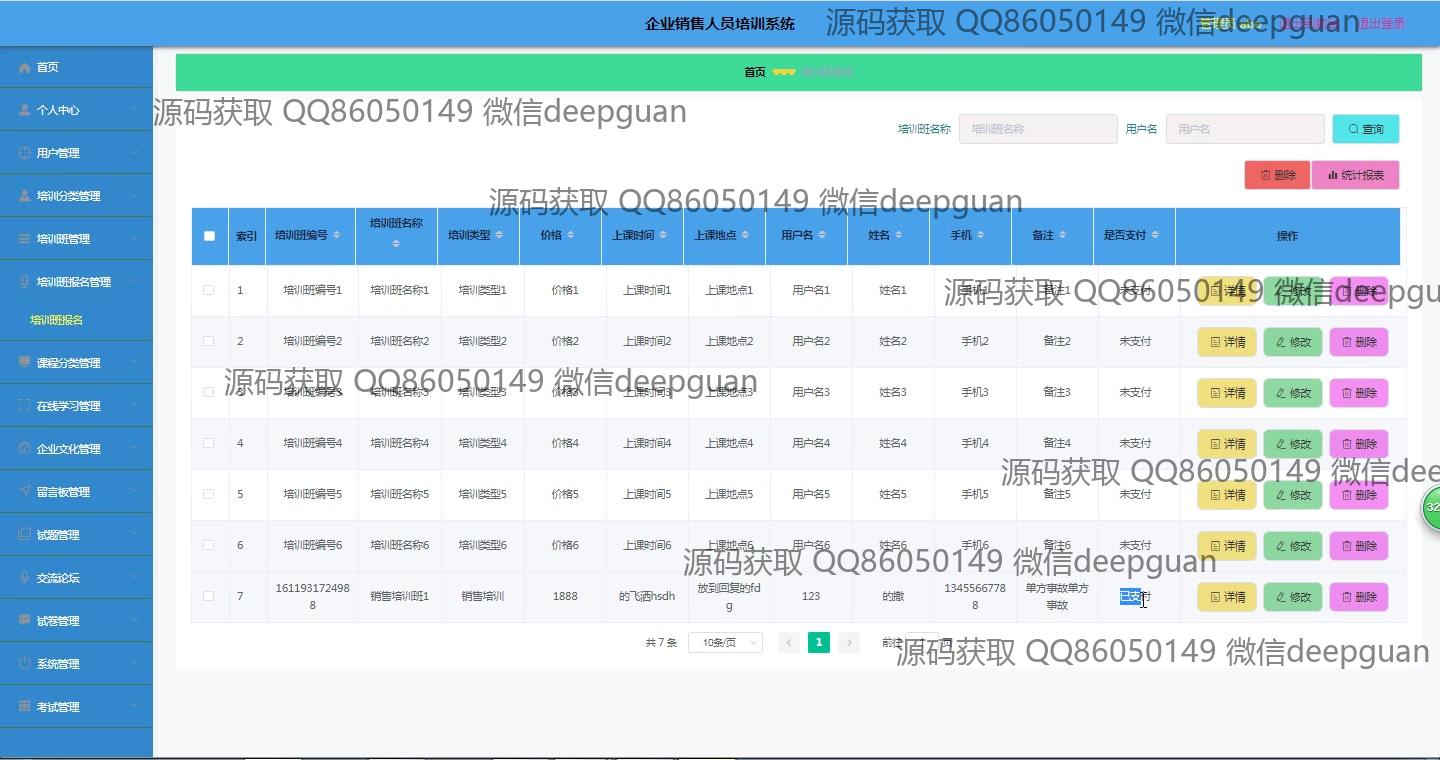 企业销售人员培训系统
源码获取 QQ86050149 微信deepguan
退出登录
首页
个人中心
用户管理
培训分类管理
培训班管理
培训班报名管理
培训班报名
课程分类管理
在线学习管理
企业文化管理
留言板管理
试题管理
交流论坛
试卷管理
系统管理
考试管理
首页
源码获取 QQ86050149 微信deepguan
培训班名称 培训班名称 用户名 用户名 查询
删除 统计报表
源码获取 QQ86050149 微信deepguan
索引 培训班编号 培训班名称 培训类型 价格 上课时间 上课地点 用户名 姓名 手机 备注 是否支付 操作
1 培训班编号1 培训班名称1 培训类型1 价格1 上课时间1 上课地点1 用户名1 姓名1 手机1 备注1 未支付 详情 修改 删除
源码获取 QQ86050149 微信deepgu
2 培训班编号2 培训班名称2 培训类型2 价格2 上课时间2 上课地点2 用户名2 姓名2 手机2 备注2 未支付 详情 修改 删除
3 培训班编号3 培训班名称3 培训类型3 价格3 上课时间3 上课地点3 用户名3 姓名3 手机3 备注3 未支付 详情 修改 删除
源码获取 QQ86050149 微信deepguan
4 培训班编号4 培训班名称4 培训类型4 价格4 上课时间4 上课地点4 用户名4 姓名4 手机4 备注4 未支付 详情 修改 删除
源码获取 QQ86050149 微信dee
5 培训班编号5 培训班名称5 培训类型5 价格5 上课时间5 上课地点5 用户名5 姓名5 手机5 备注5 未支付 详情 修改 删除
6 培训班编号6 培训班名称6 培训类型6 价格6 上课时间6 上课地点6 用户名6 姓名6 手机6 备注6 未支付 详情 修改 删除
源码获取 QQ86050149 微信deepguan
7 1611931724988 销售培训班1 销售培训 1888 的飞洒hsdh 放到回复的fdg 123 的撒 13455667788 单方事故单方事故 已支付 详情 修改 删除
共 7 条 10条/页 1 前往 1 页
源码获取 QQ86050149 微信deepguan
32